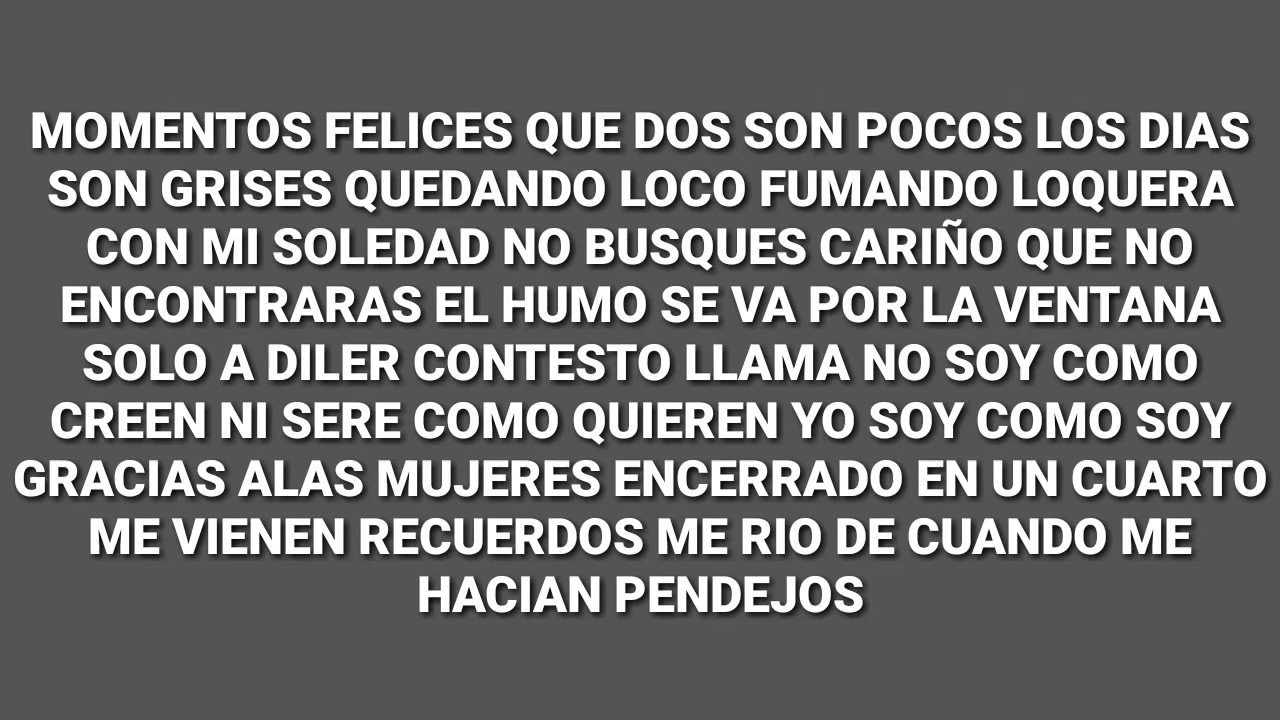 MOMENTOS FELICES QUE DOS SON POCOS LOS DIAS
SON GRISES QUEDANDO LOCO FUMANDO LOQUERA
CON MI SOLEDAD NO BUSQUES CARIÑO QUE NO
ENCONTRARAS EL HUMO SE VA POR LA VENTANA
SOLO A DILER CONTESTO LLAMA NO SOY COMO
CREEN NI SERE COMO QUIEREN YO SOY COMO SOY
GRACIAS ALAS MUJERES ENCERRADO EN UN CUARTO
ME VIENEN RECUERDOS ME RIO DE CUANDO ME
HACIAN PENDEJOS